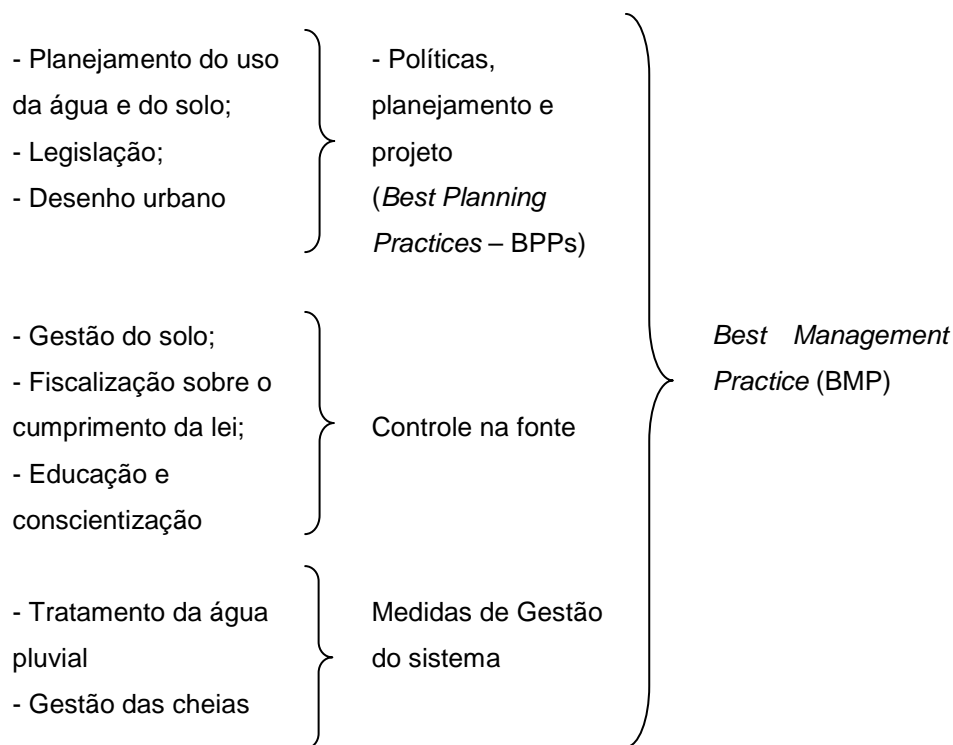 - Planejamento do uso
da água e do solo;
- Legislação;
- Desenho urbano
- Políticas,
planejamento e
projeto
(Best Planning
Practices – BPPs)
- Gestão do solo;
- Fiscalização sobre o
cumprimento da lei;
- Educação e
conscientização
Controle na fonte
- Tratamento da água
pluvial
- Gestão das cheias
Medidas de Gestão
do sistema
Best Management
Practice (BMP)